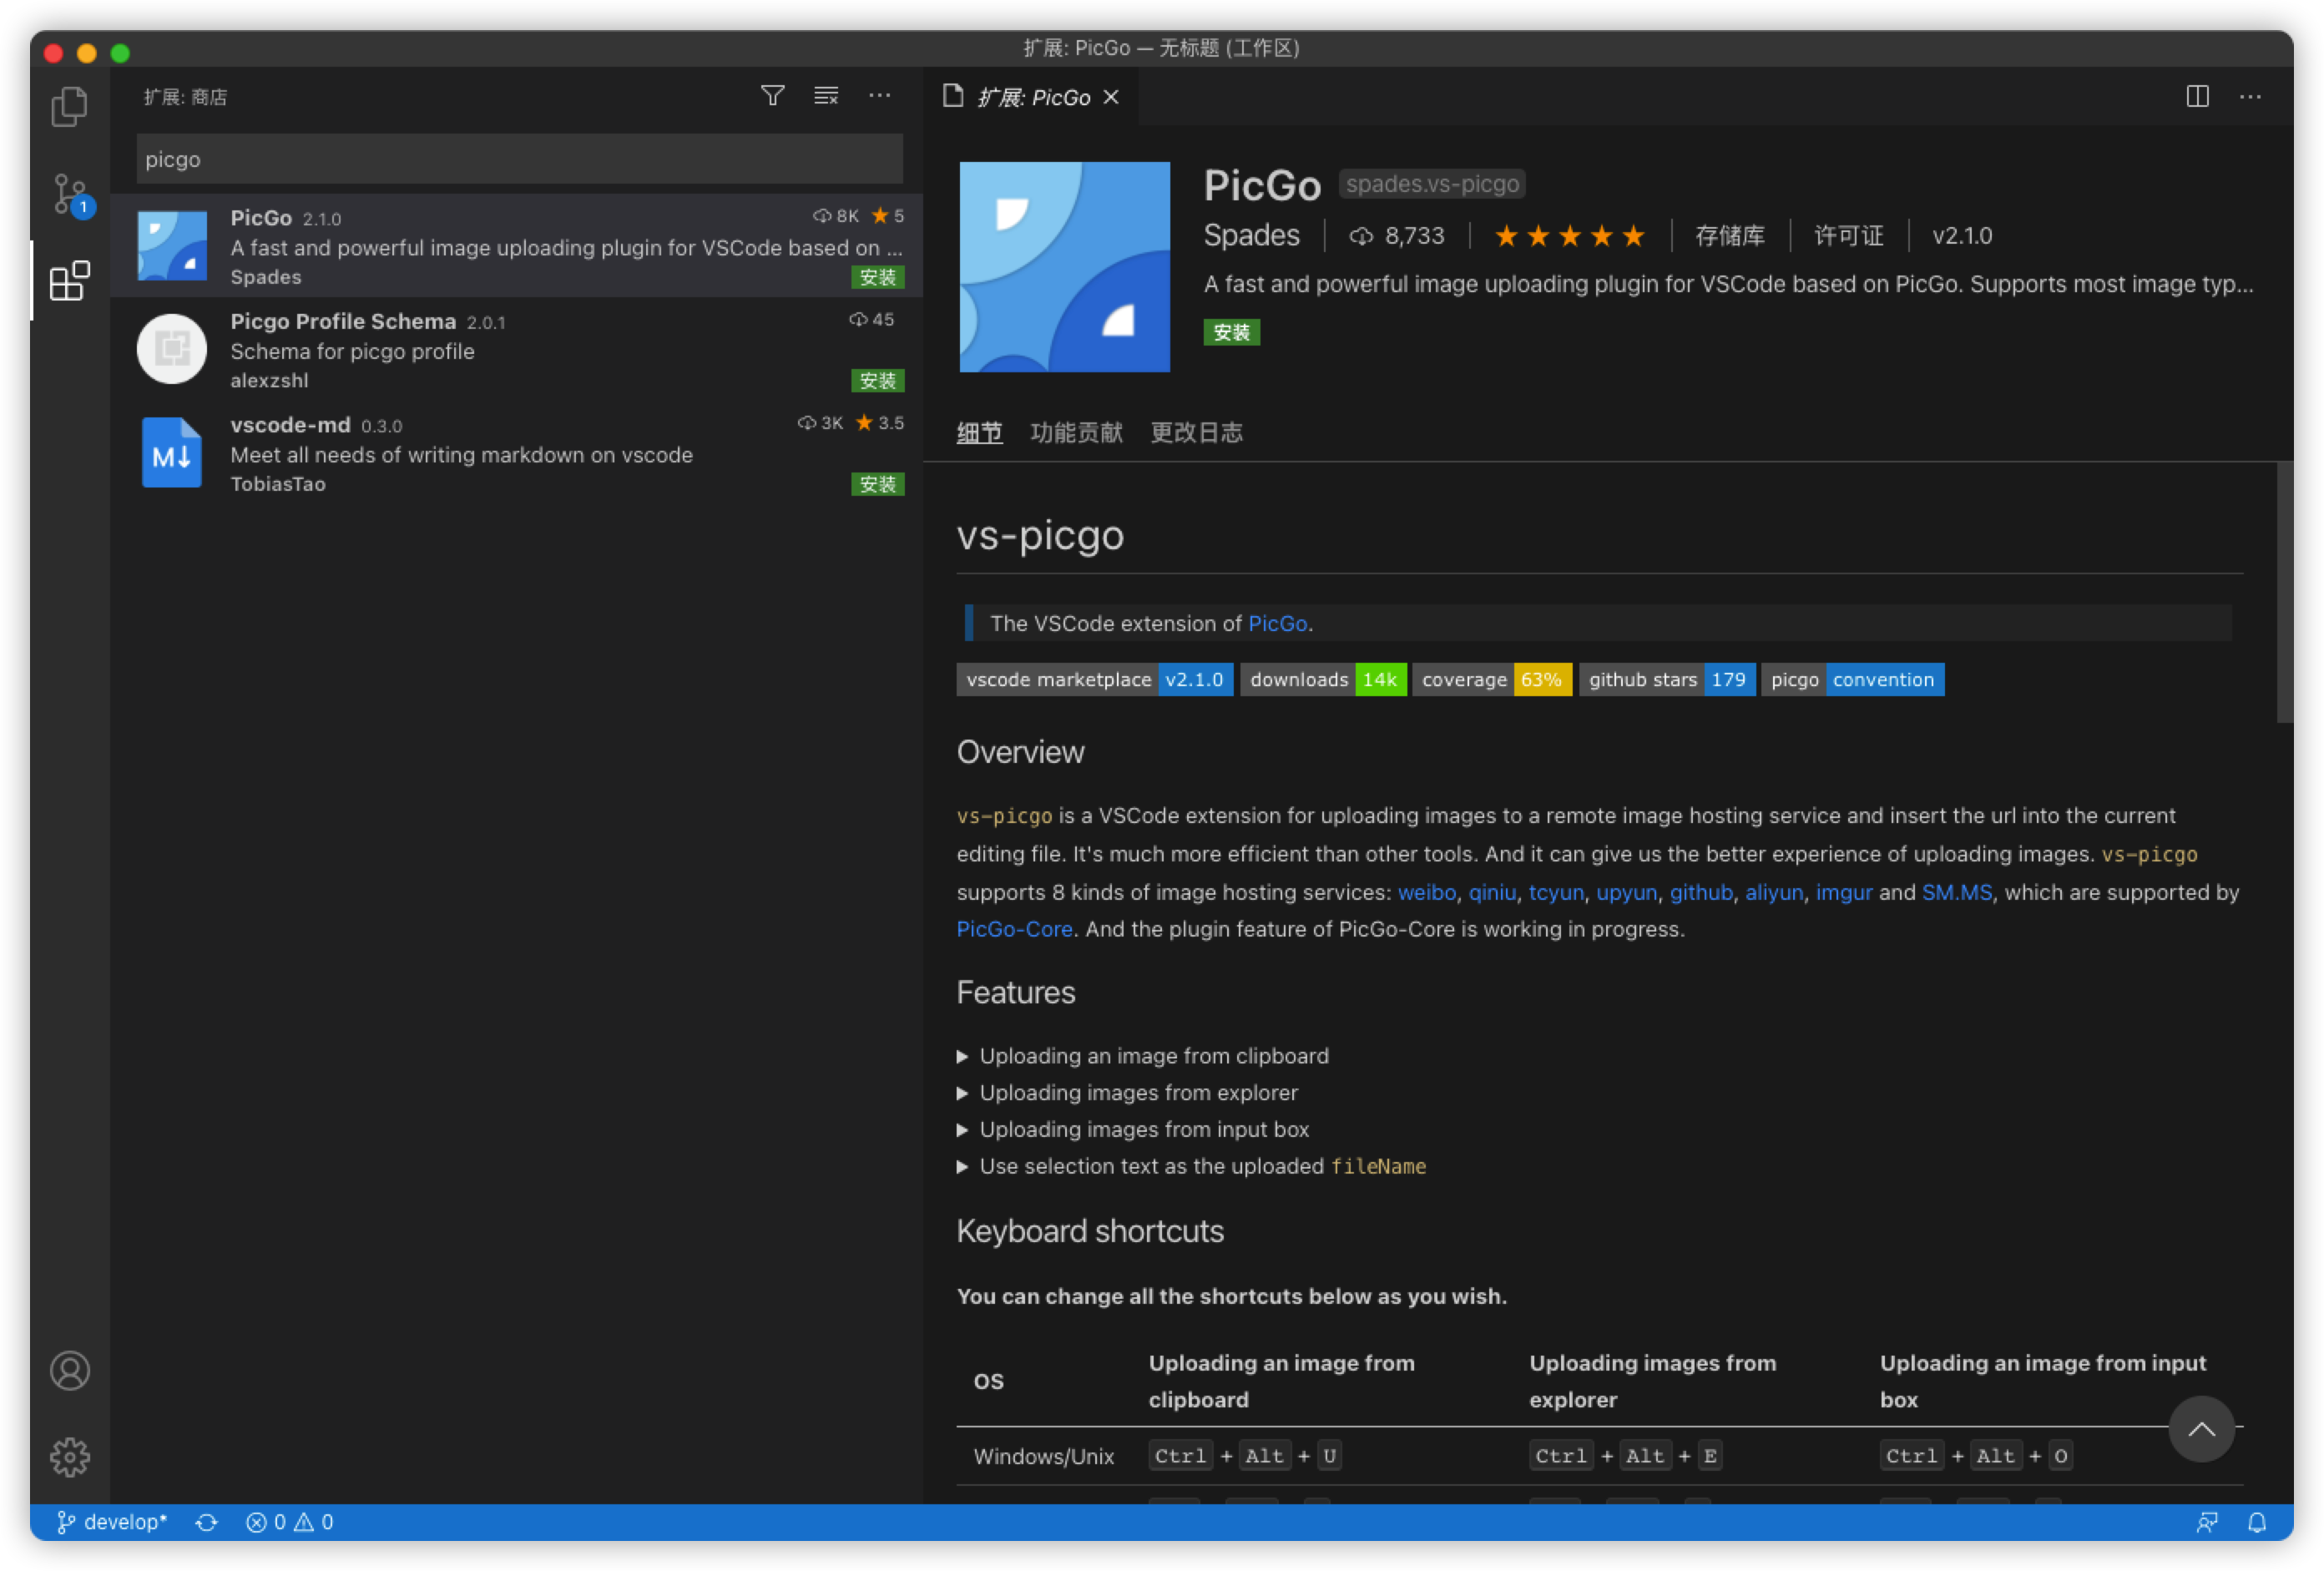 扩展: PicGo — 无标题 (工作区)
扩展: 商店
picgo
PicGo 2.1.0 8K 5
A fast and powerful image uploading plugin for VSCode based on ...
Spades 安装
Picgo Profile Schema 2.0.1 45
Schema for picgo profile
alexzshl 安装
vscode-md 0.3.0 3K 3.5
M↓
Meet all needs of writing markdown on vscode
TobiasTao 安装
1
扩展: PicGo
PicGo spades.vs-picgo
Spades 8,733 存储库 许可证 v2.1.0
A fast and powerful image uploading plugin for VSCode based on PicGo. Supports most image typ...
安装
细节 功能贡献 更改日志
vs-picgo
The VSCode extension of PicGo.
vscode marketplace v2.1.0 downloads 14k coverage 63% github stars 179 picgo convention
Overview
vs-picgo is a VSCode extension for uploading images to a remote image hosting service and insert the url into the current
editing file. It's much more efficient than other tools. And it can give us the better experience of uploading images. vs-picgo
supports 8 kinds of image hosting services: weibo, qiniu, tcyun, upyun, github, aliyun, imgur and SM.MS, which are supported by
PicGo-Core. And the plugin feature of PicGo-Core is working in progress.
Features
Uploading an image from clipboard
Uploading images from explorer
Uploading images from input box
Use selection text as the uploaded fileName
Keyboard shortcuts
You can change all the shortcuts below as you wish.
OS Uploading an image from clipboard Uploading images from explorer Uploading an image from input box
Windows/Unix Ctrl + Alt + U Ctrl + Alt + E Ctrl + Alt + O
develop* 0 0